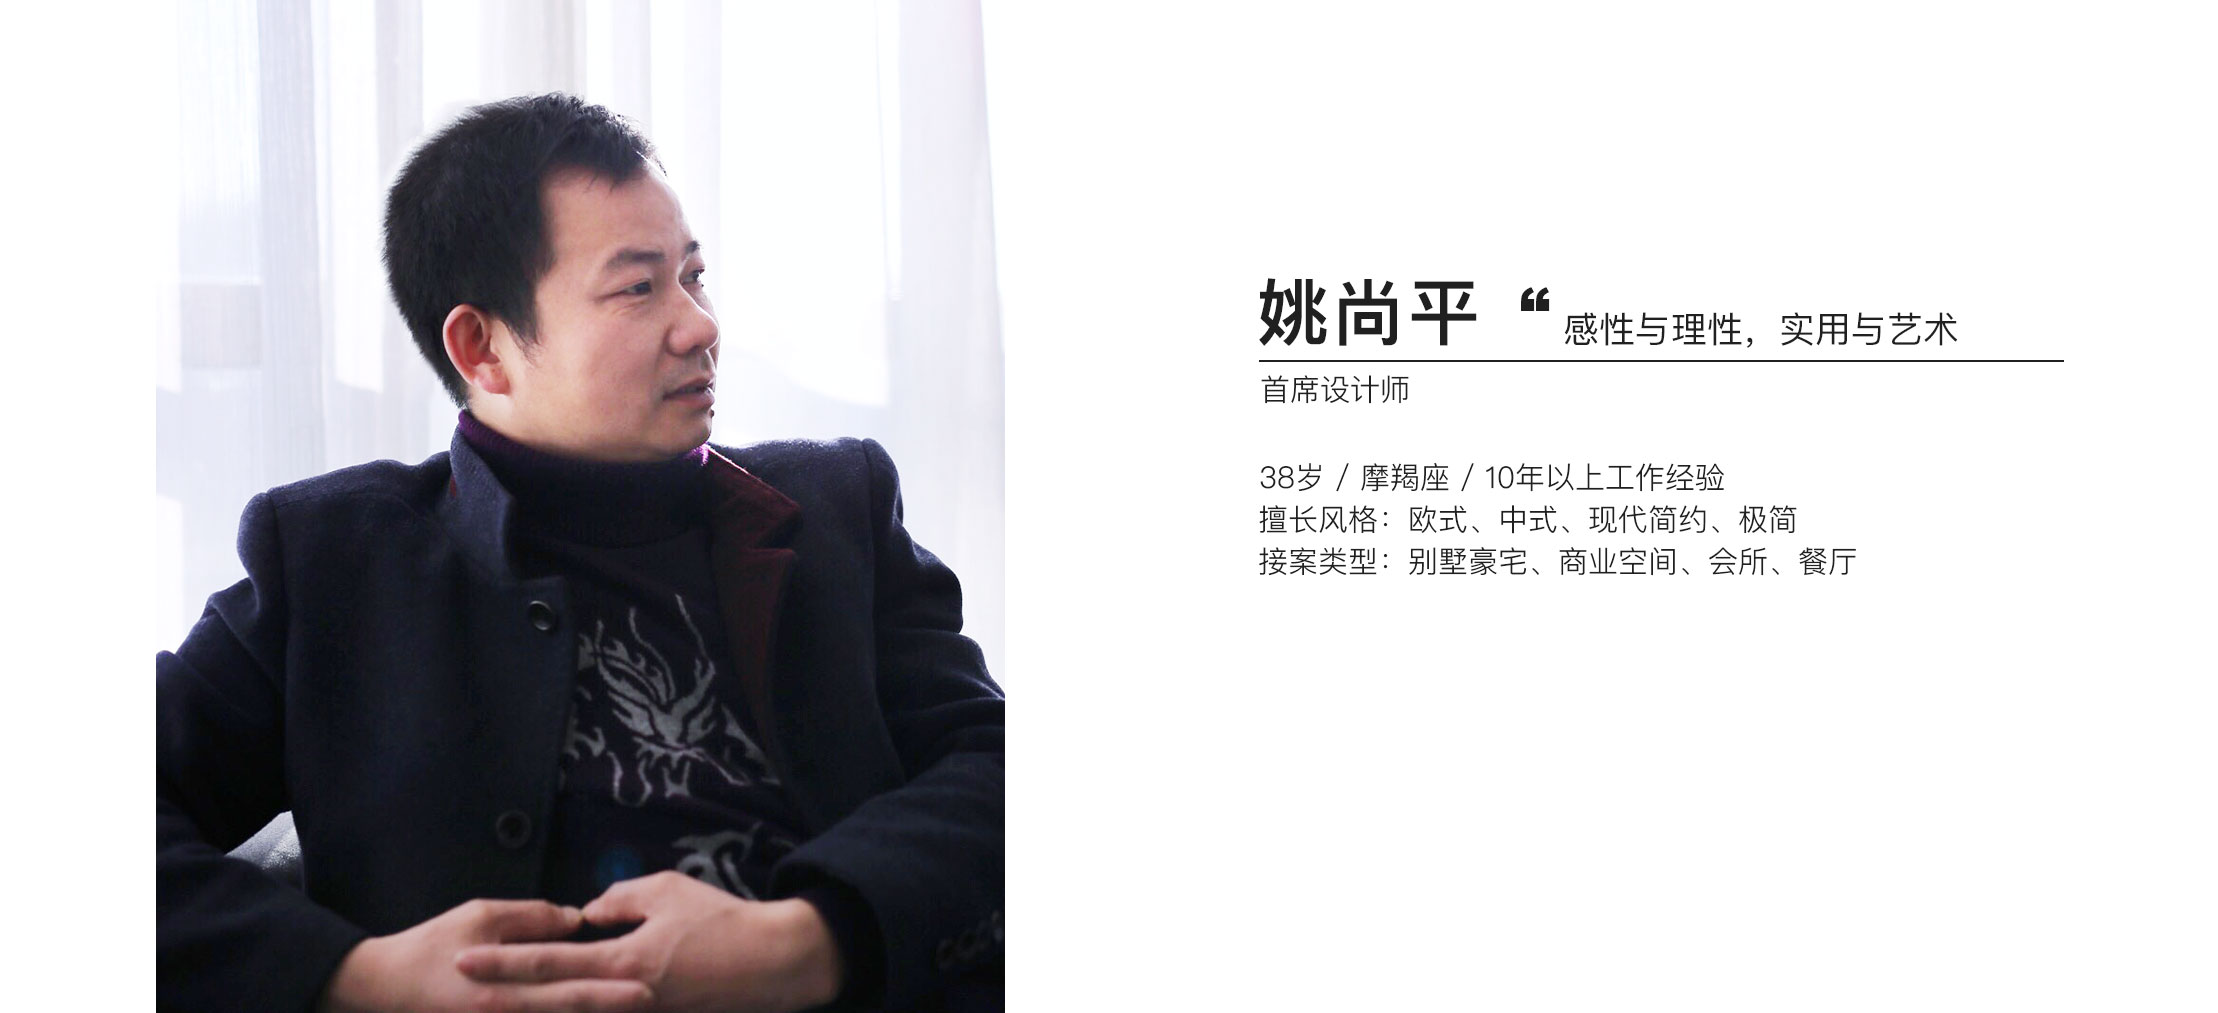 姚尚平 ❝ 感性与理性，实用与艺术
首席设计师
38岁 / 摩羯座 / 10年以上工作经验
擅长风格：欧式、中式、现代简约、极简
接案类型：别墅豪宅、商业空间、会所、餐厅